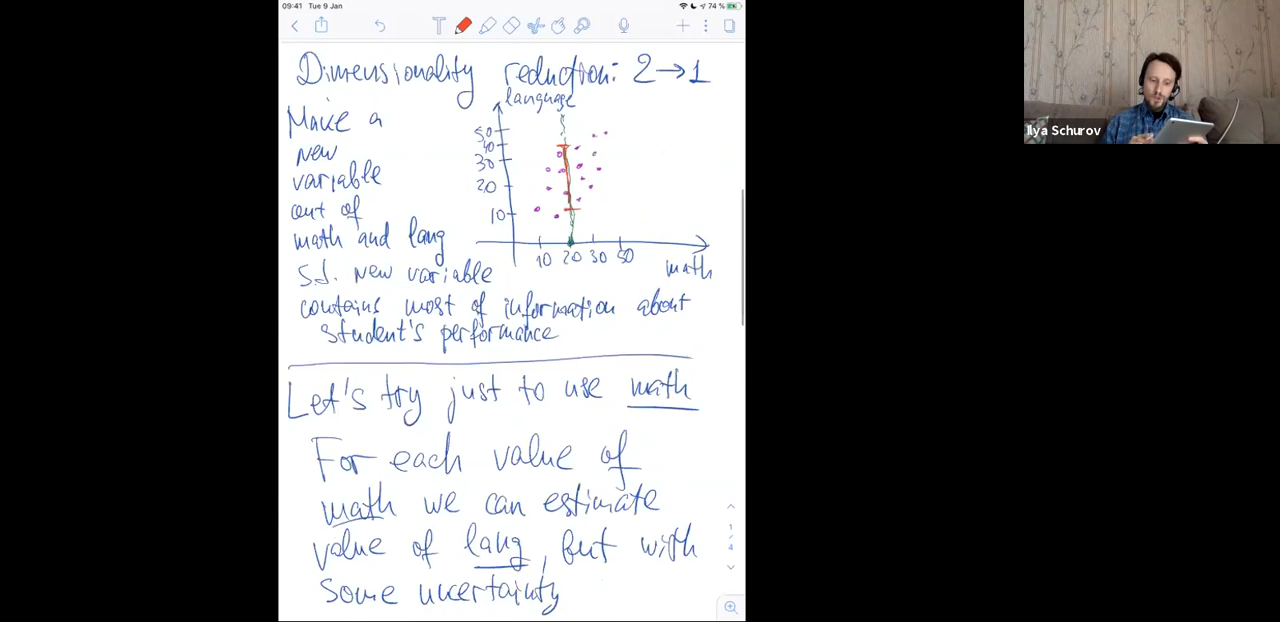 09:41 Tue 9 Jan
74 %
T
Dimensionality reduction: 2→1
language
Make a
new
variable
out of
math and lang
s.t. new variable
contains most of information about
student's performance
50
40
30
20
10
10 20 30 50
math
Let's try just to use math
For each value of
math we can estimate
value of lang, but with
some uncertainty
1
/
4
Ilya Schurov